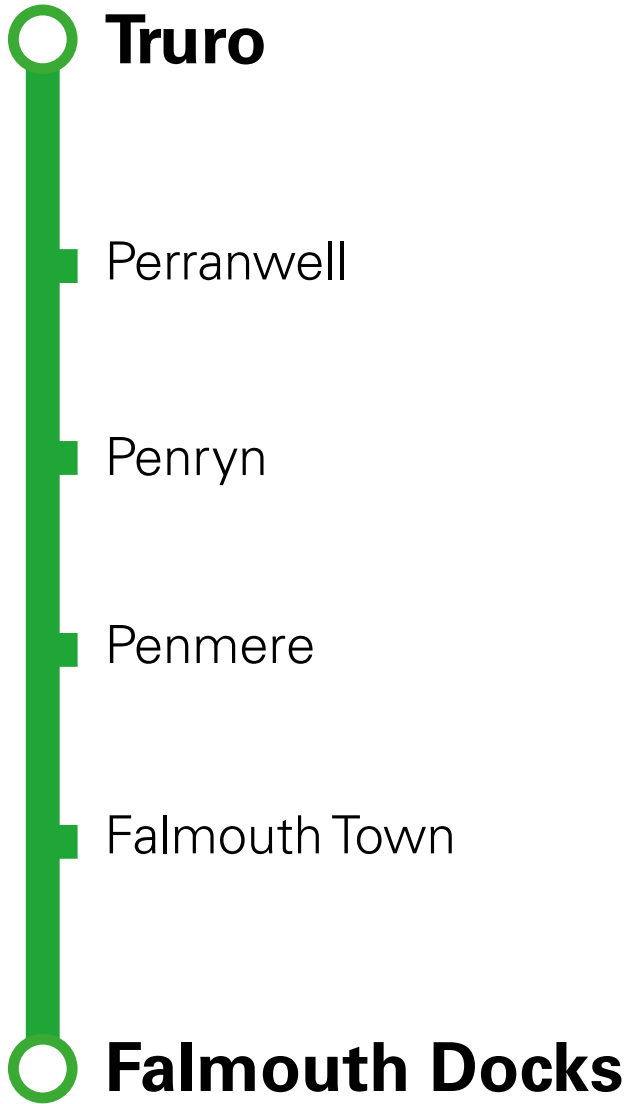 Truro
Perranwell
Penryn
Penmere
Falmouth Town
Falmouth Docks